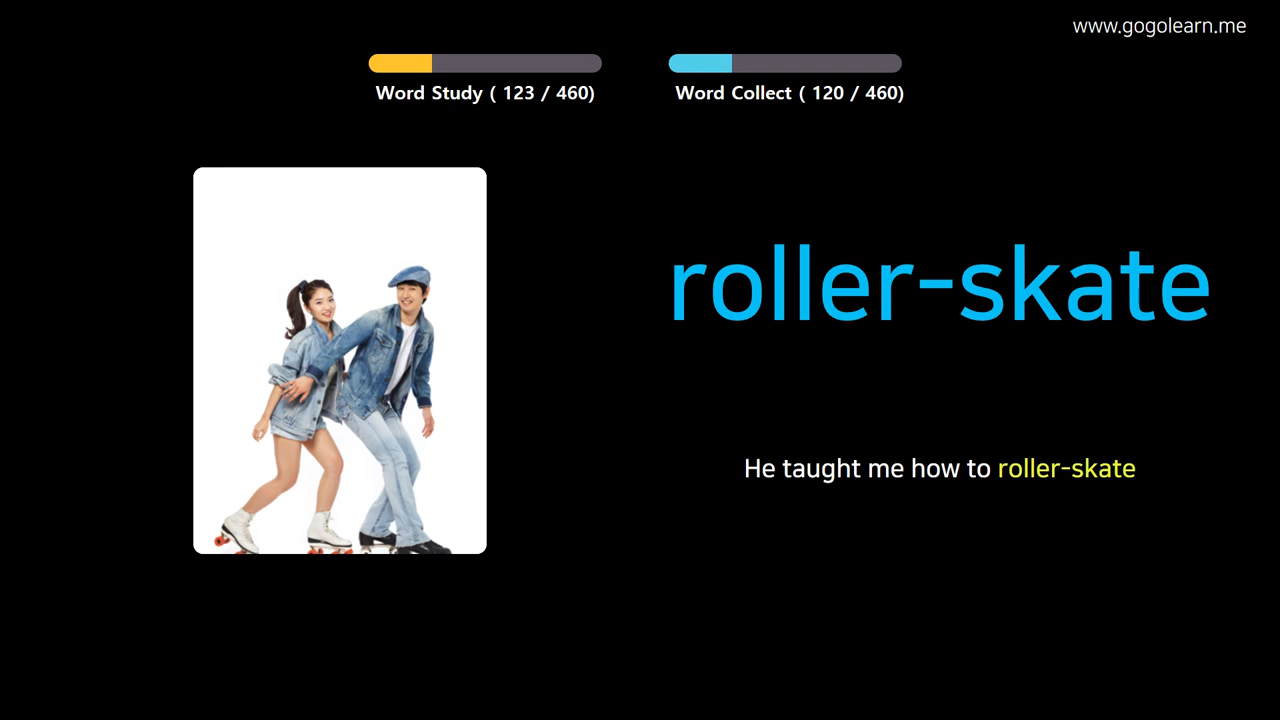 www.gogolearn.me
Word Study ( 123 / 460)
Word Collect ( 120 / 460)
roller-skate
He taught me how to roller-skate